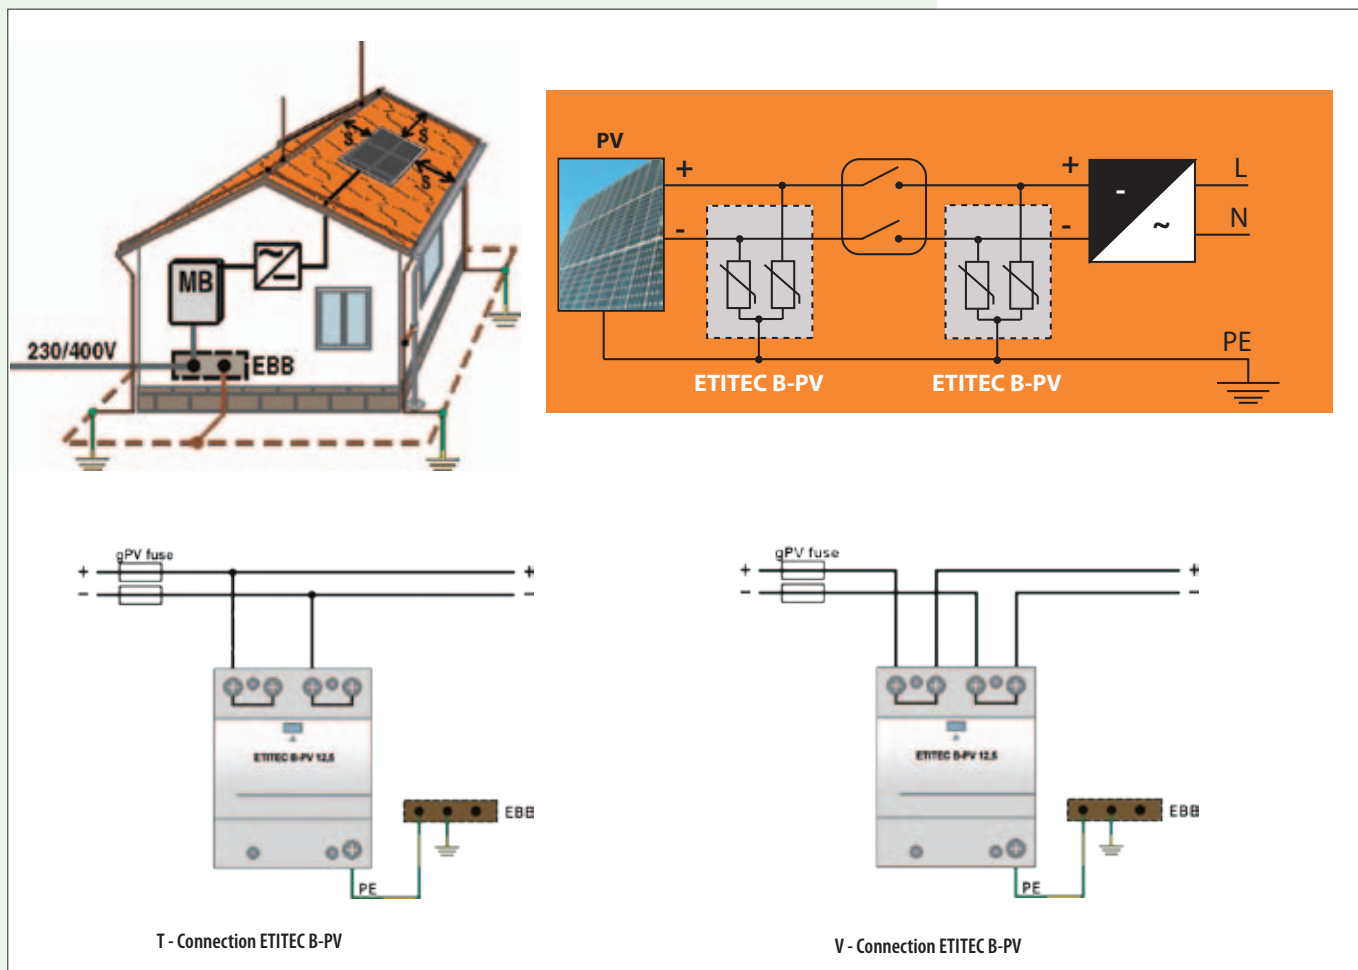 S
S
S
MB
~
230/400V
EBB
PV
+
-
+
-
-
~
L
N
PE
ETITEC B-PV
ETITEC B-PV
gPV fuse
+
+
-
-
ETITEC B-PV 12,5
EBB
PE
T - Connection ETITEC B-PV
gPV fuse
+
+
-
-
ETITEC B-PV 12,5
EBB
PE
V - Connection ETITEC B-PV